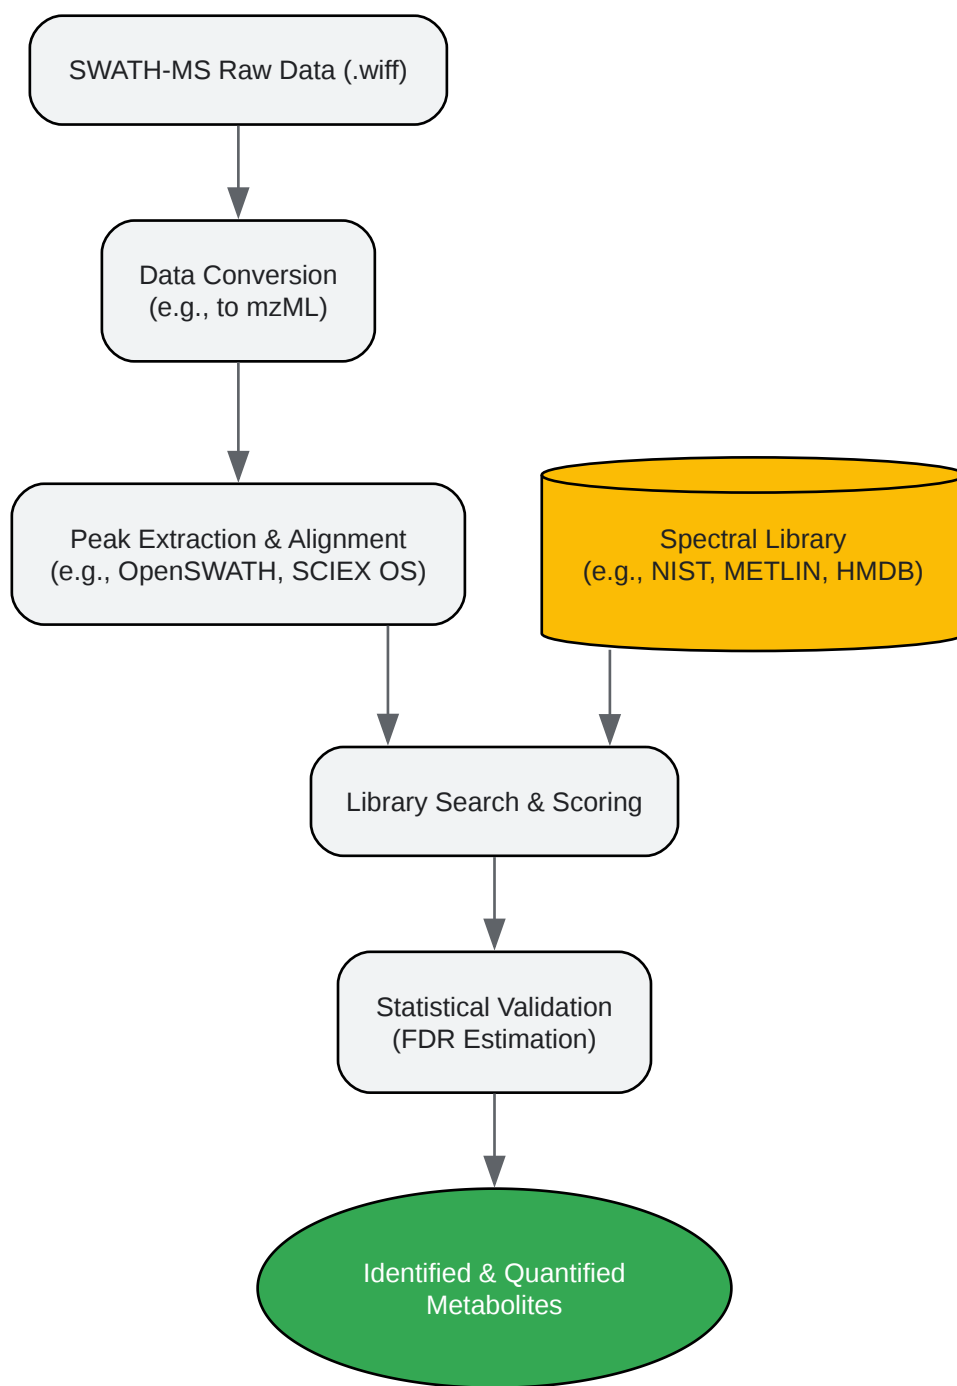 SWATH-MS Raw Data (.wiff)
Data Conversion
(e.g., to mzML)
Peak Extraction & Alignment
(e.g., OpenSWATH, SCIEX OS)
Spectral Library
(e.g., NIST, METLIN, HMDB)
Library Search & Scoring
Statistical Validation
(FDR Estimation)
Identified & Quantified
Metabolites